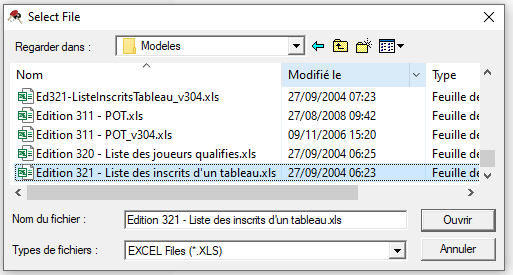 Select File
Regarder dans :
Modeles
Nom Modifié le Type
Ed321-ListeInscritsTableau_v304.xls 27/09/2004 07:23 Feuille de
Edition 311 - POT.xls 27/08/2008 09:42 Feuille de
Edition 311 - POT_v304.xls 09/11/2006 15:20 Feuille de
Edition 320 - Liste des joueurs qualifies.xls 27/09/2004 06:25 Feuille de
Edition 321 - Liste des inscrits d'un tableau.xls 27/09/2004 06:23 Feuille de
Nom du fichier : Edition 321 - Liste des inscrits d'un tableau.xls Ouvrir
Types de fichiers : EXCEL Files (*.XLS) Annuler